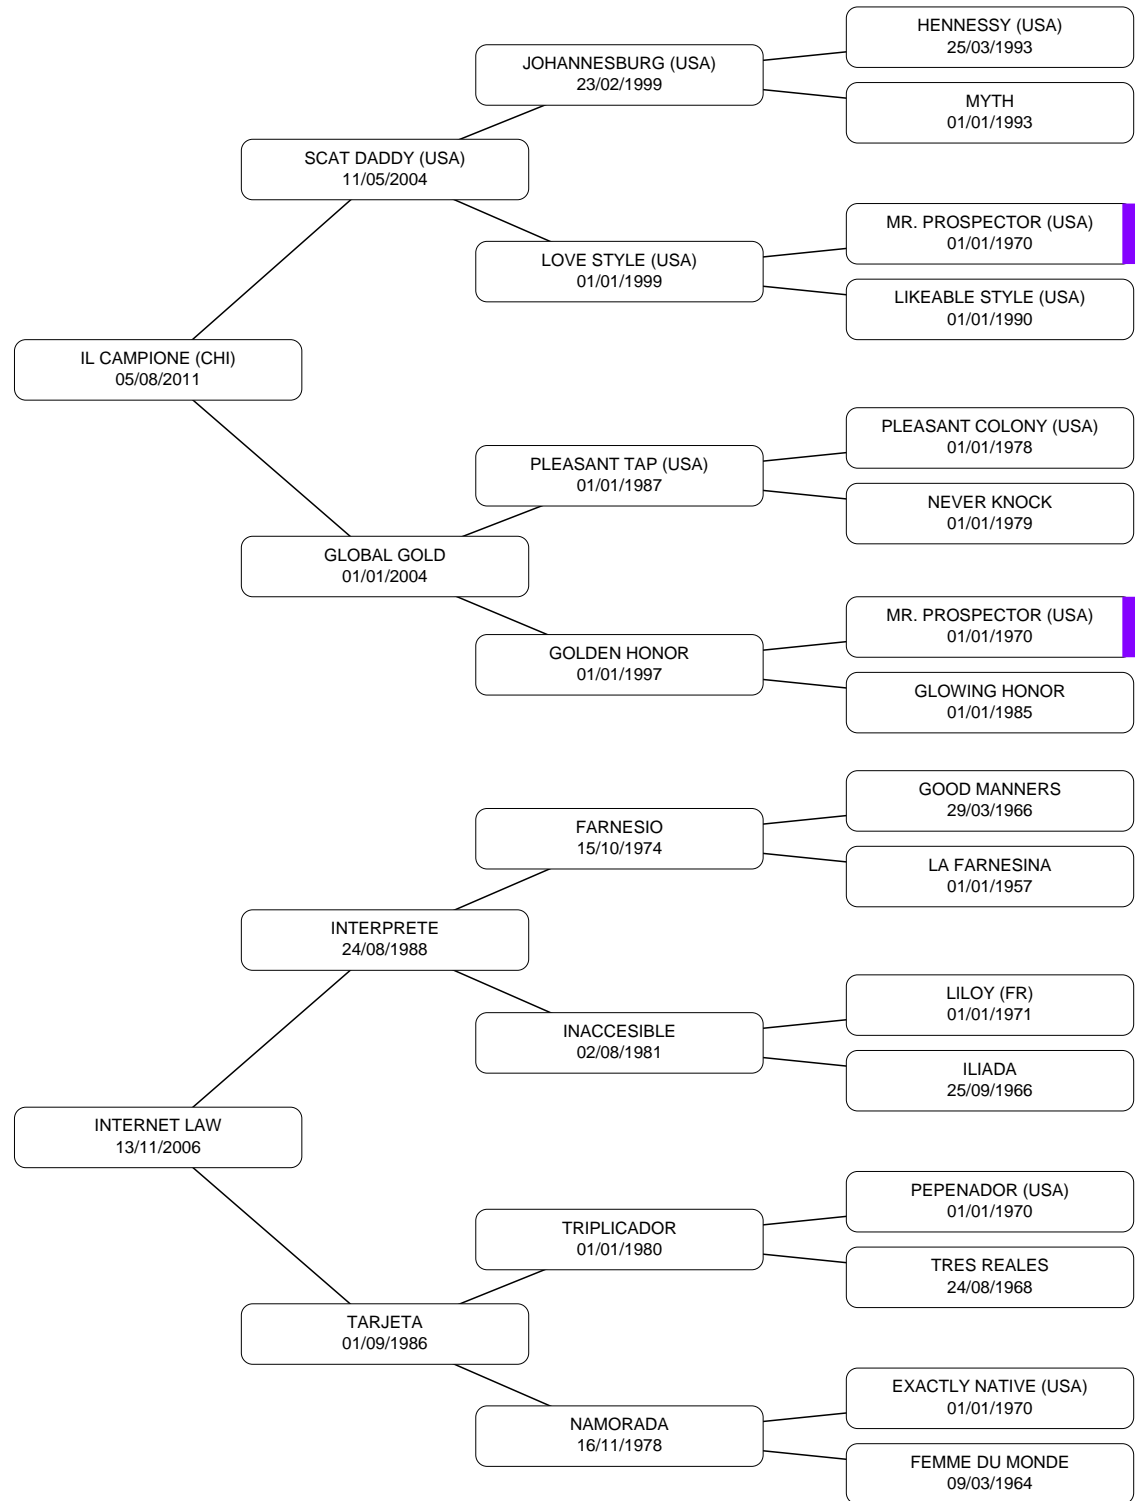 HENNESSY (USA)
25/03/1993
JOHANNESBURG (USA)
23/02/1999
MYTH
01/01/1993
SCAT DADDY (USA)
11/05/2004
MR. PROSPECTOR (USA)
01/01/1970
LOVE STYLE (USA)
01/01/1999
LIKEABLE STYLE (USA)
01/01/1990
IL CAMPIONE (CHI)
05/08/2011
PLEASANT COLONY (USA)
01/01/1978
PLEASANT TAP (USA)
01/01/1987
NEVER KNOCK
01/01/1979
GLOBAL GOLD
01/01/2004
MR. PROSPECTOR (USA)
01/01/1970
GOLDEN HONOR
01/01/1997
GLOWING HONOR
01/01/1985
GOOD MANNERS
29/03/1966
FARNESIO
15/10/1974
LA FARNESINA
01/01/1957
INTERPRETE
24/08/1988
LILOY (FR)
01/01/1971
INACCESIBLE
02/08/1981
ILIADA
25/09/1966
INTERNET LAW
13/11/2006
PEPENADOR (USA)
01/01/1970
TRIPLICADOR
01/01/1980
TRES REALES
24/08/1968
TARJETA
01/09/1986
EXACTLY NATIVE (USA)
01/01/1970
NAMORADA
16/11/1978
FEMME DU MONDE
09/03/1964